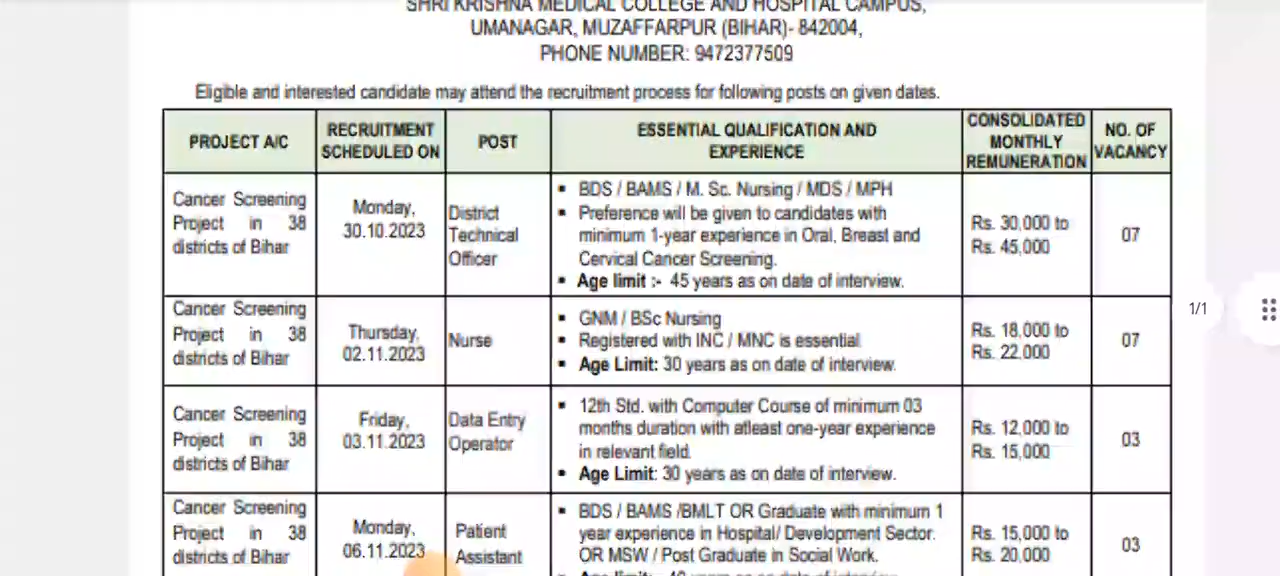 SHRI KRISHNA MEDICAL COLLEGE AND HOSPITAL CAMPUS,
UMANAGAR, MUZAFFARPUR (BIHAR)- 842004,
PHONE NUMBER: 9472377509
Eligible and interested candidate may attend the recruitment process for following posts on given dates.
PROJECT A/C
RECRUITMENT
SCHEDULED ON
POST
ESSENTIAL QUALIFICATION AND
EXPERIENCE
CONSOLIDATED
MONTHLY
REMUNERATION
NO. OF
VACANCY
Cancer Screening
Project in 38
districts of Bihar
Monday,
30.10.2023
District
Technical
Officer
▪ BDS / BAMS / M. Sc. Nursing / MDS / MPH
▪ Preference will be given to candidates with
minimum 1-year experience in Oral, Breast and
Cervical Cancer Screening.
▪ Age limit :- 45 years as on date of interview.
Rs. 30,000 to
Rs. 45,000
07
Cancer Screening
Project in 38
districts of Bihar
Thursday,
02.11.2023
Nurse
▪ GNM / BSc Nursing
▪ Registered with INC / MNC is essential
▪ Age Limit: 30 years as on date of interview.
Rs. 18,000 to
Rs. 22,000
07
1/1
Cancer Screening
Project in 38
districts of Bihar
Friday,
03.11.2023
Data Entry
Operator
▪ 12th Std. with Computer Course of minimum 03
months duration with atleast one-year experience
in relevant field.
▪ Age Limit: 30 years as on date of interview.
Rs. 12,000 to
Rs. 15,000
03
Cancer Screening
Project in 38
districts of Bihar
Monday,
06.11.2023
Patient
Assistant
▪ BDS / BAMS /BMLT OR Graduate with minimum 1
year experience in Hospital/ Development Sector.
OR MSW / Post Graduate in Social Work.
▪ Age limit:- 40 years as on date of interview
Rs. 15,000 to
Rs. 20,000
03